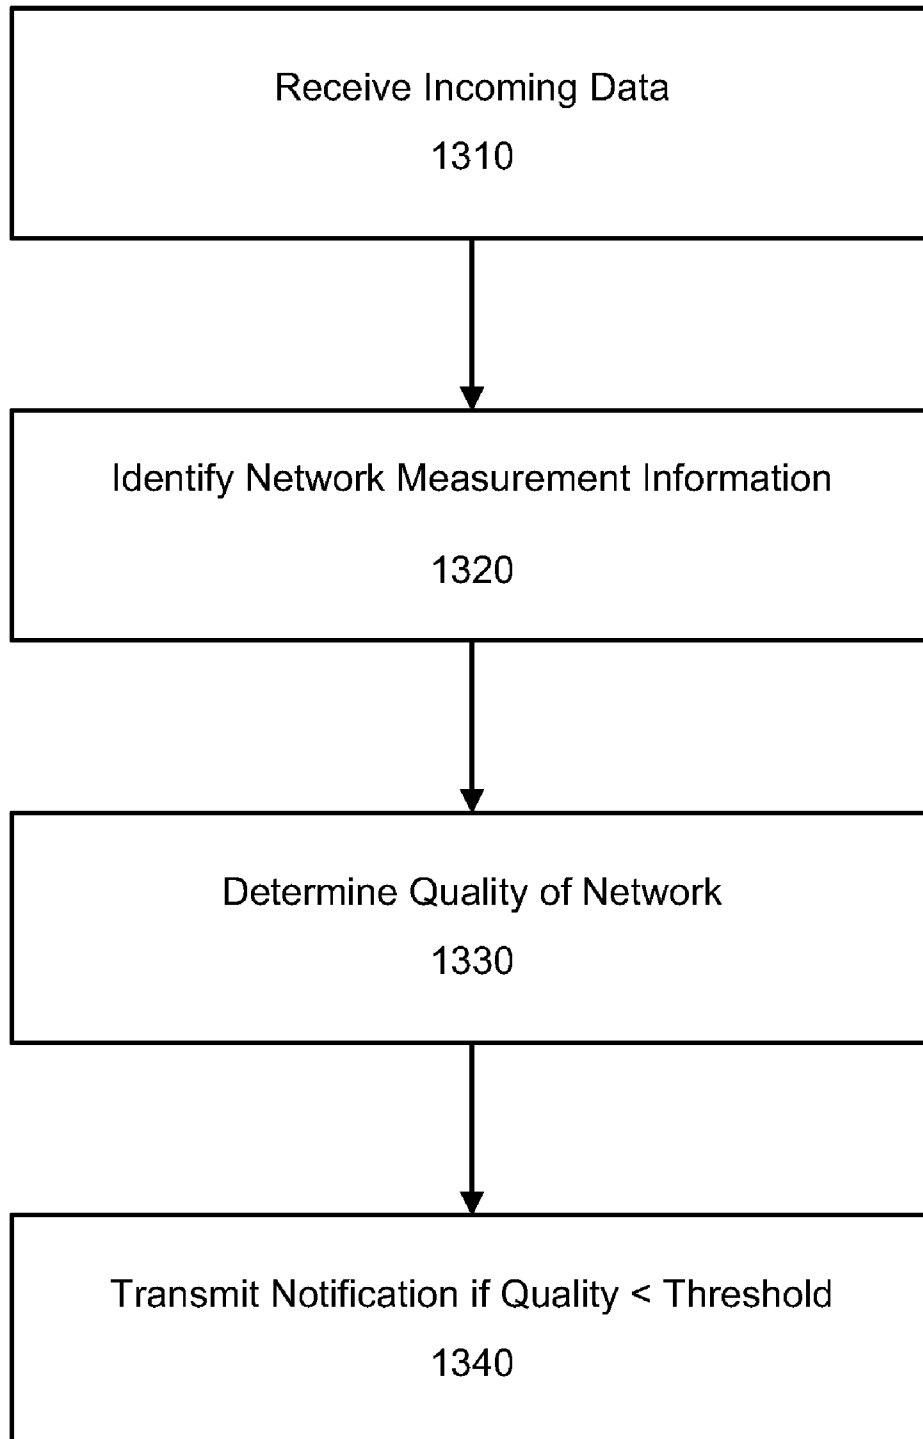 Receive Incoming Data
1310
Identify Network Measurement Information
1320
Determine Quality of Network
1330
Transmit Notification if Quality < Threshold
1340